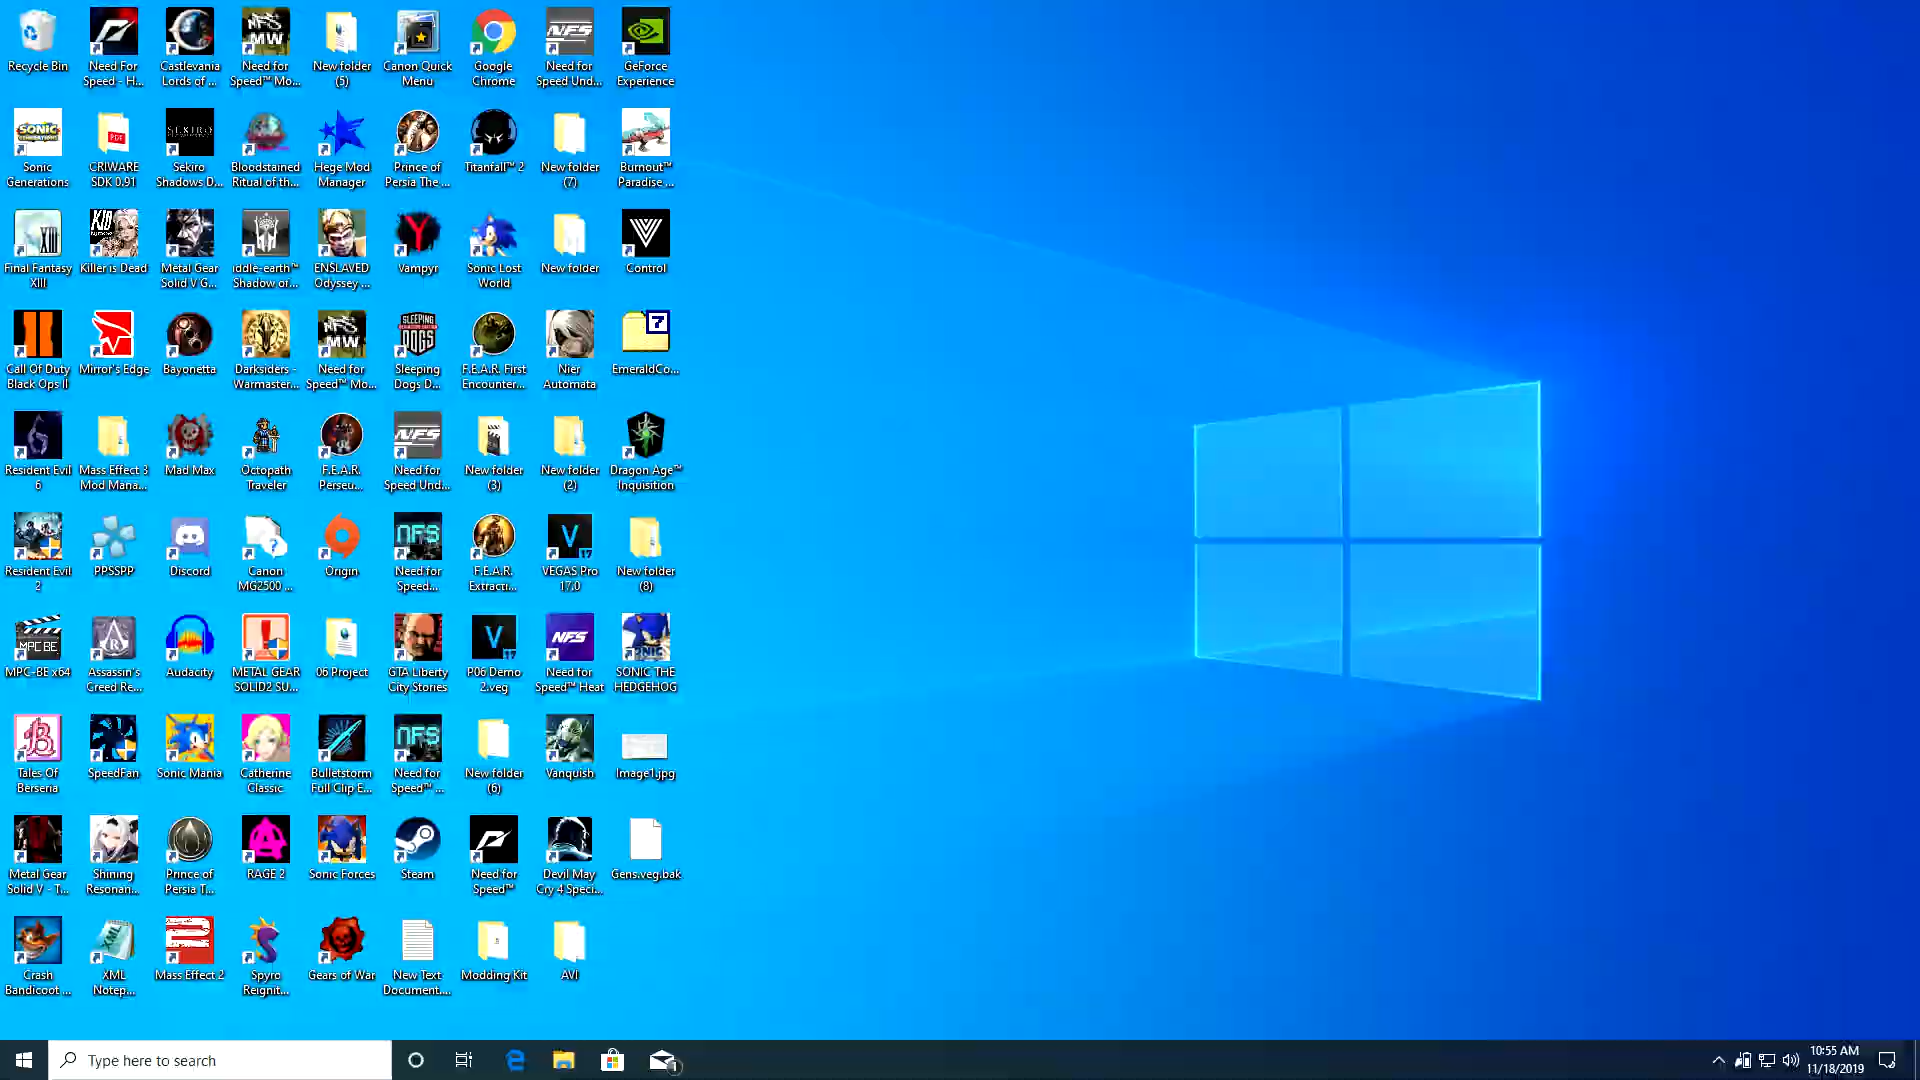 Recycle Bin
Need For
Speed - H...
Castlevania
Lords of ...
Need for
Speed™ Mo...
New folder
(5)
Canon Quick
Menu
Google
Chrome
Need for
Speed Und...
GeForce
Experience
Sonic
Generations
CRIWARE
SDK 0.91
Sekiro
Shadows D...
Bloodstained
Ritual of th...
Hege Mod
Manager
Prince of
Persia The ...
Titanfall™ 2
New folder
(7)
Burnout™
Paradise ...
Final Fantasy
XIII
Killer is Dead
Metal Gear
Solid V G...
iddle-earth™
Shadow of...
ENSLAVED
Odyssey ...
Vampyr
Sonic Lost
World
New folder
Control
Call Of Duty
Black Ops II
Mirror's Edge
Bayonetta
Darksiders -
Warmaster...
Need for
Speed™ Mo...
Sleeping
Dogs D...
F.E.A.R. First
Encounter...
Nier
Automata
EmeraldCo...
Resident Evil
6
Mass Effect 3
Mod Mana...
Mad Max
Octopath
Traveler
F.E.A.R.
Perseu...
Need for
Speed Und...
New folder
(3)
New folder
(2)
Dragon Age™
Inquisition
Resident Evil
2
PPSSPP
Discord
Canon
MG2500 ...
Origin
Need for
Speed...
F.E.A.R.
Extracti...
VEGAS Pro
17.0
New folder
(8)
MPC-BE x64
Assassin's
Creed Re...
Audacity
METAL GEAR
SOLID2 SU...
06 Project
GTA Liberty
City Stories
P06 Demo
2.veg
Need for
Speed™ Heat
SONIC THE
HEDGEHOG
Tales Of
Berseria
SpeedFan
Sonic Mania
Catherine
Classic
Bulletstorm
Full Clip E...
Need for
Speed™ ...
New folder
(6)
Vanquish
Image1.jpg
Metal Gear
Solid V - T...
Shining
Resonan...
Prince of
Persia T...
RAGE 2
Sonic Forces
Steam
Need for
Speed™
Devil May
Cry 4 Speci...
Gens.veg.bak
Crash
Bandicoot ...
XML
Notep...
Mass Effect 2
Spyro
Reignit...
Gears of War
New Text
Document....
Modding Kit
AVI
Type here to search
10:55 AM
11/18/2019